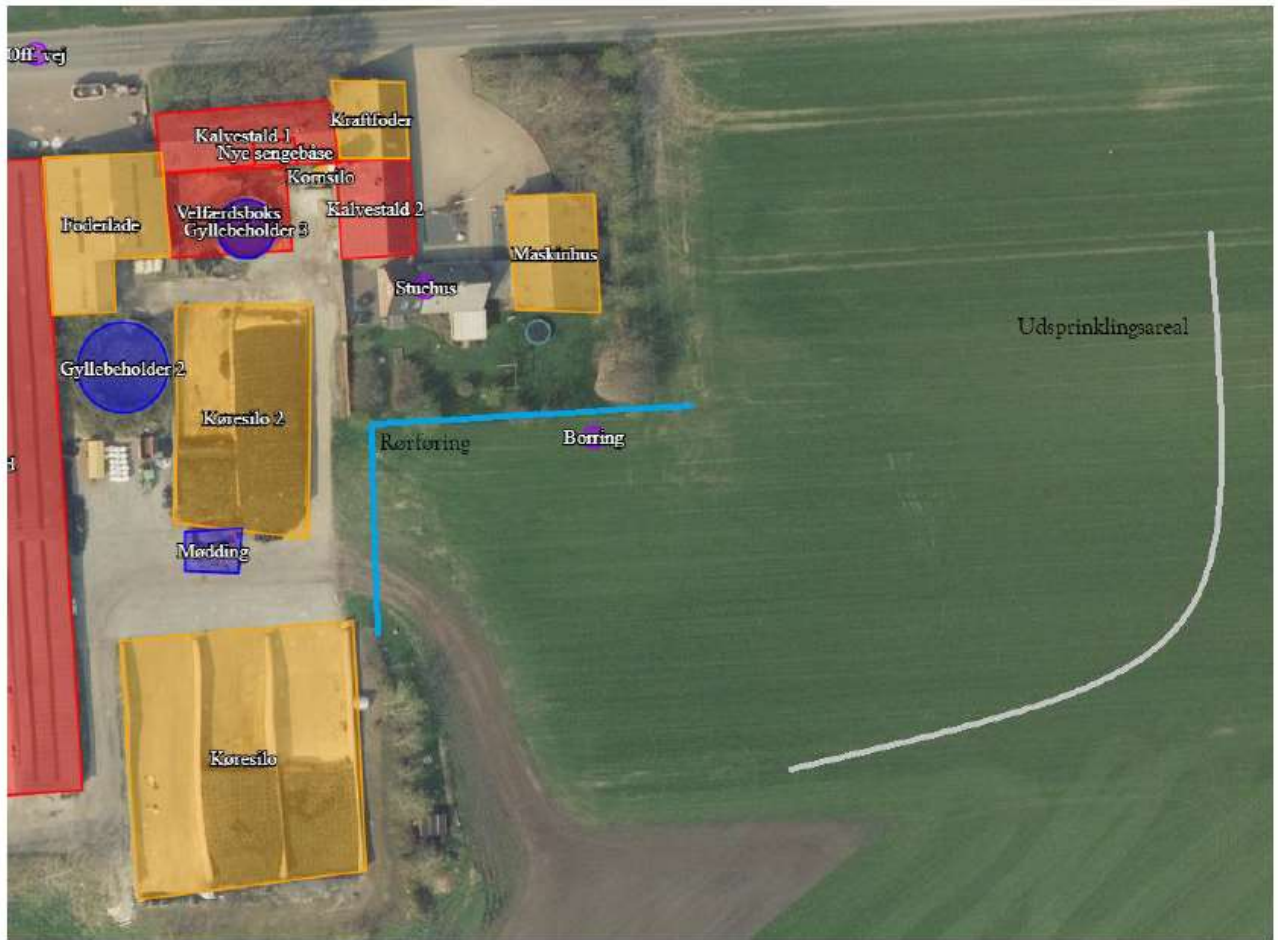 Off. vej
Kraftfoder
Kalvestald 1
Nye sengebåse
Kornsilo
Velfærdsboks
Kalvestald 2
Foderlade
Gyllebeholder 3
Maskinhus
Stuehus
Udsprinklingsareal
Gyllebeholder 2
Køresilo 2
Rørføring
Borring
d
Mødding
Køresilo